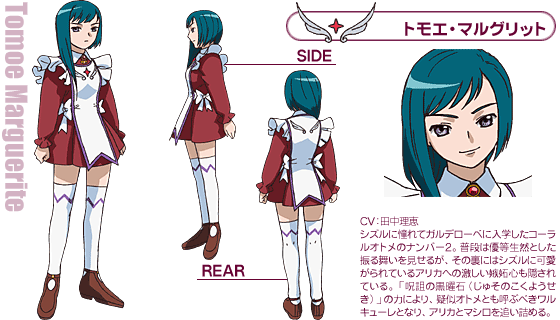 Tomoe Marguerite
トモエ・マルグリット
SIDE
REAR
CV：田中理恵
シズルに憧れてガルデローベに入学したコーラ
ルオトメのナンバー2。普段は優等生然とした
振る舞いを見せるが、その裏にはシズルに可愛
がられているアリカへの激しい嫉妬心も隠され
ている。「呪詛の黒曜石（じゅそのこくようせ
き）」の力により、疑似オトメとも呼ぶべきワル
キューレとなり、アリカとマシロを追い詰める。